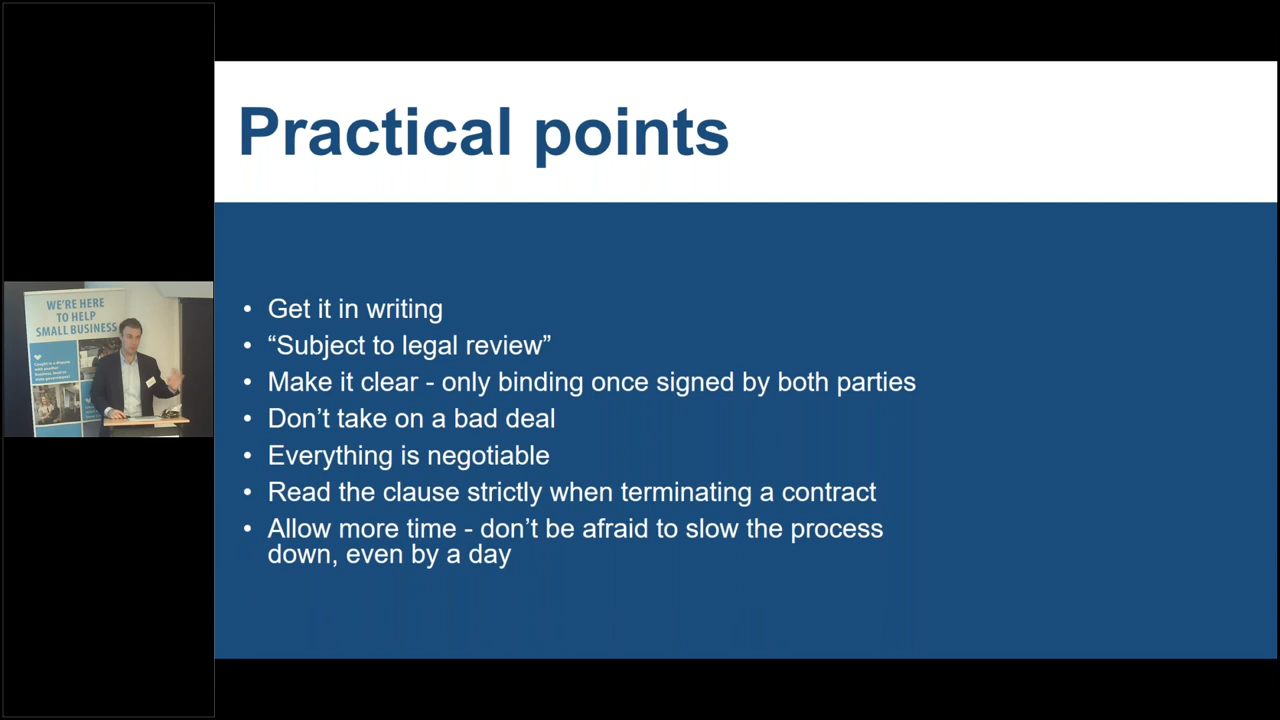 Practical points
WE'RE HERE
TO HELP
SMALL BUSINESS
• Get it in writing
• “Subject to legal review”
• Make it clear - only binding once signed by both parties
• Don’t take on a bad deal
• Everything is negotiable
• Read the clause strictly when terminating a contract
• Allow more time - don’t be afraid to slow the process
down, even by a day